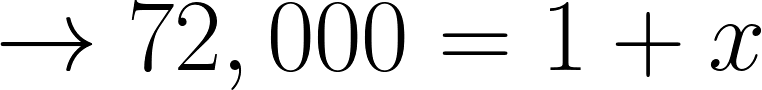 → 72,000 = 1 + x